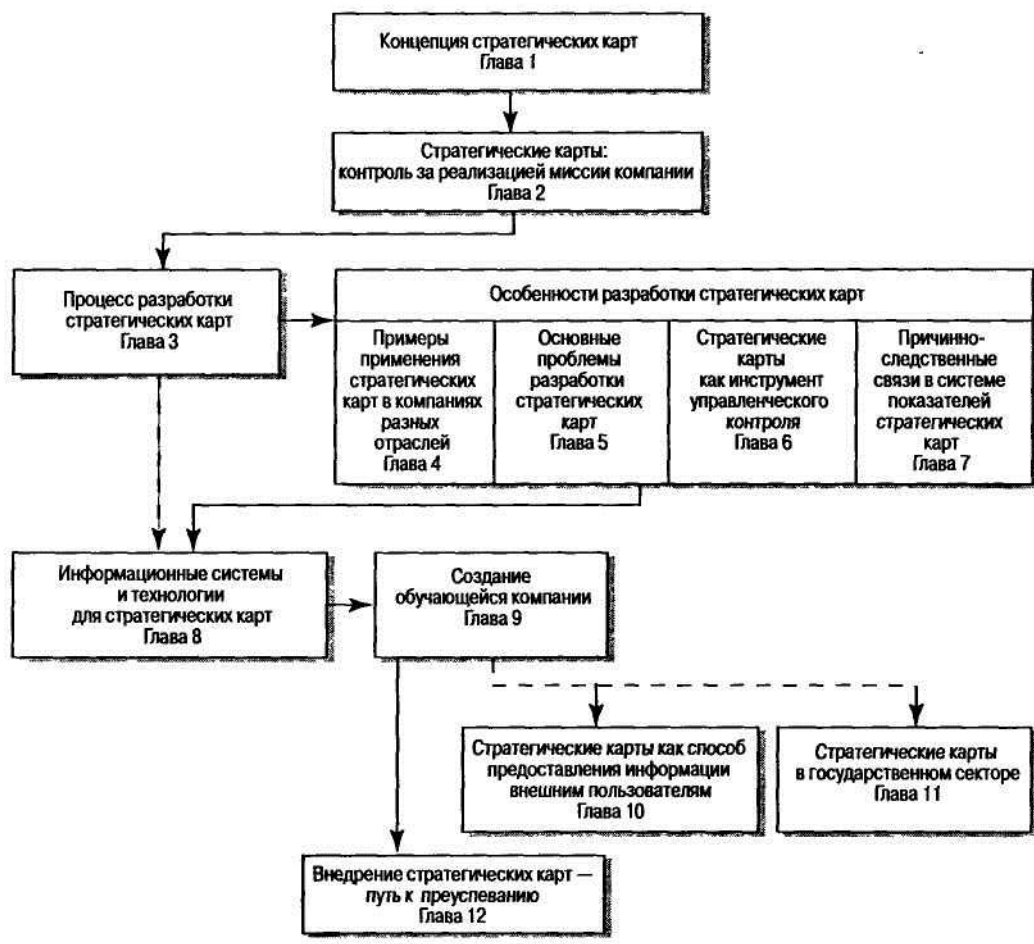 Концепция стратегических карт
Глава 1
Стратегические карты:
контроль за реализацией миссии компании
Глава 2
Процесс разработки
стратегических карт
Глава 3
Особенности разработки стратегических карт
Примеры
применения
стратегических
карт в компаниях
разных
отраслей
Глава 4
Основные
проблемы
разработки
стратегических
карт
Глава 5
Стратегические
карты
как инструмент
управленческого
контроля
Глава 6
Причинно-
следственные
связи в системе
показателей
стратегических
карт
Глава 7
Информационные системы
и технологии
для стратегических карт
Глава 8
Создание
обучающейся компании
Глава 9
Стратегические карты как способ
предоставления информации
внешним пользователям
Глава 10
Стратегические карты
в государственном секторе
Глава 11
Внедрение стратегических карт —
путь к преуспеванию
Глава 12